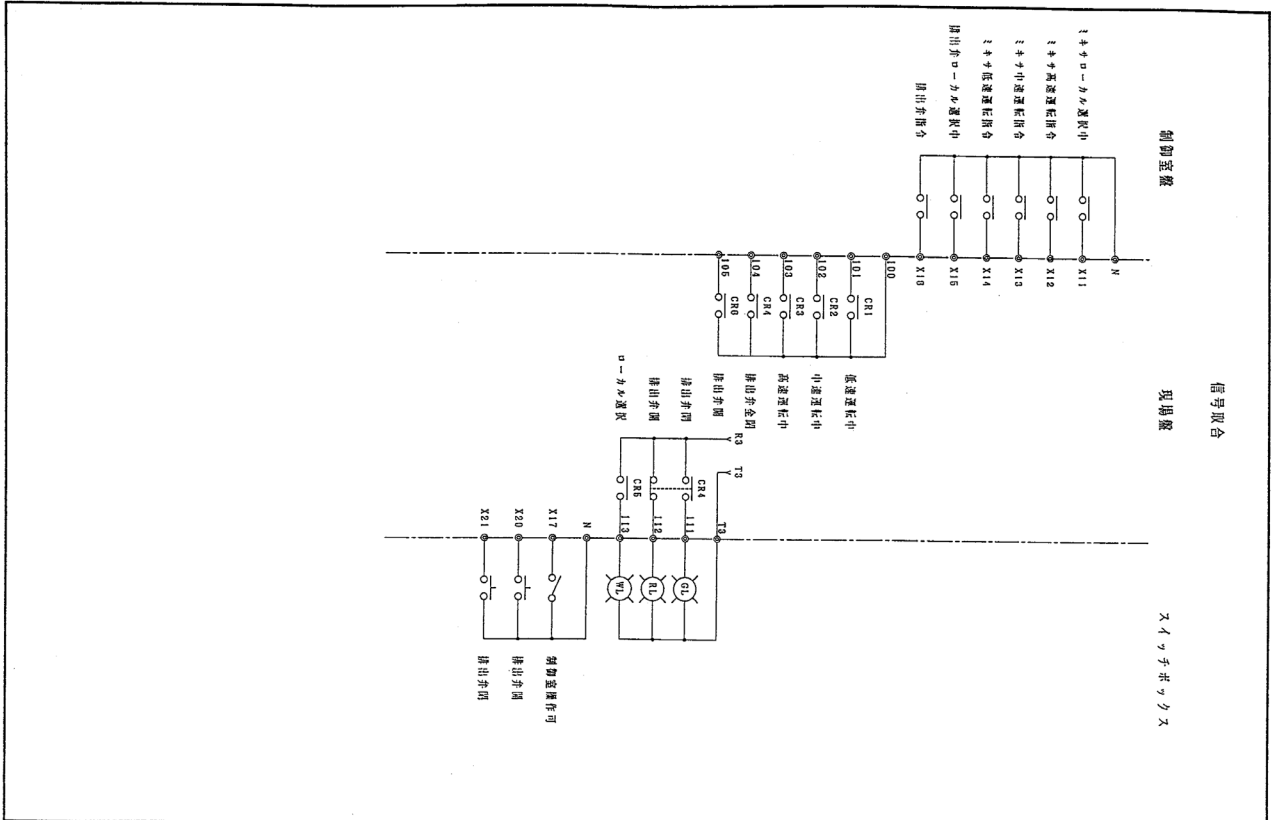 信号取合
制御室盤
現場盤
スイッチボックス
N
ミキサローカル選択中
X11
ミキサ高速運転指令
X12
ミキサ中速運転指令
X13
ミキサ低速運転指令
X14
排出弁ローカル選択中
X15
排出弁指令
X16
100
101
CR1
低速運転中
102
CR2
中速運転中
103
CR3
高速運転中
104
CR4
排出弁全閉
105
CR6
排出弁開
R3
T3
T3
排出弁閉
CR4
111
GL
排出弁開
112
RL
ローカル選択
CR5
113
WL
N
X17
制御室操作可
X20
排出弁開
X21
排出弁閉